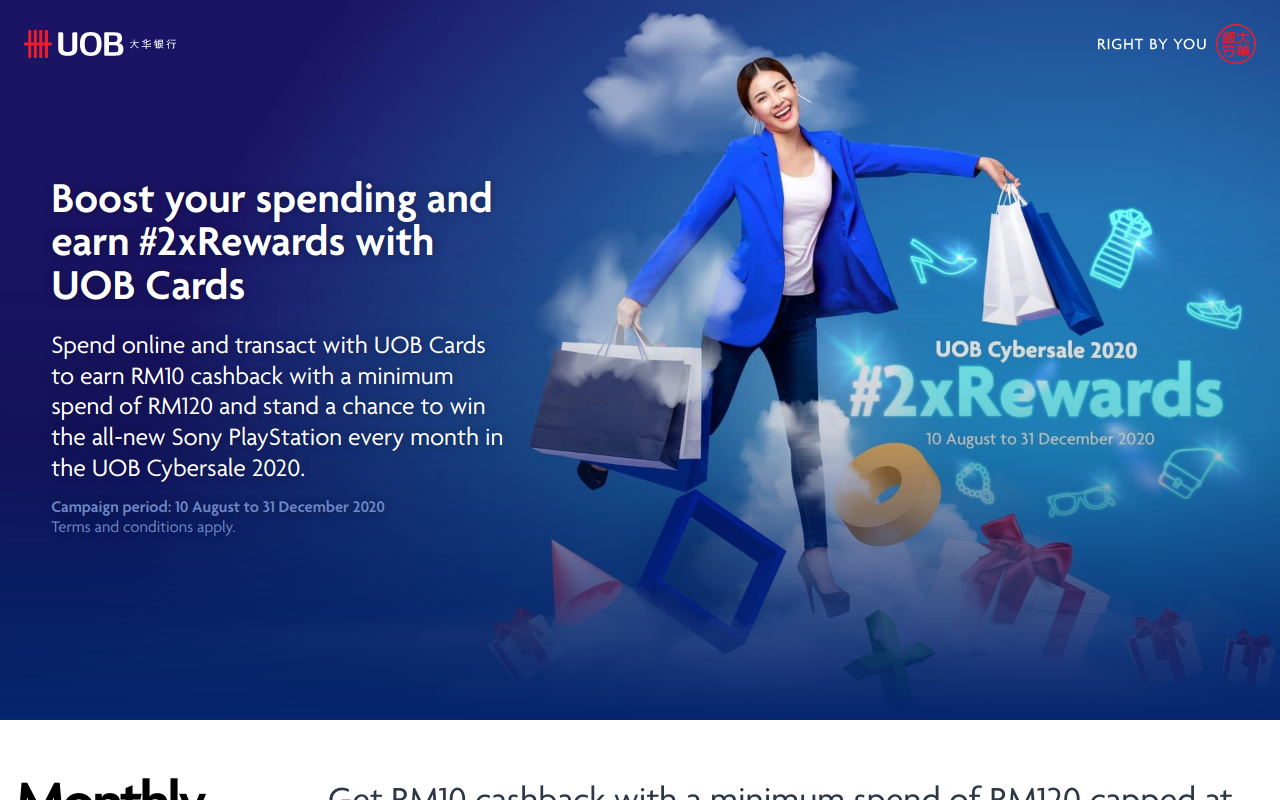 UOB 大华银行
RIGHT BY YOU
大華銀行
Boost your spending and
earn #2xRewards with
UOB Cards
Spend online and transact with UOB Cards
to earn RM10 cashback with a minimum
spend of RM120 and stand a chance to win
the all-new Sony PlayStation every month in
the UOB Cybersale 2020.
Campaign period: 10 August to 31 December 2020
Terms and conditions apply.
UOB Cybersale 2020
#2xRewards
10 August to 31 December 2020
Monthly
Get RM10 cashback with a minimum spend of RM120 capped at